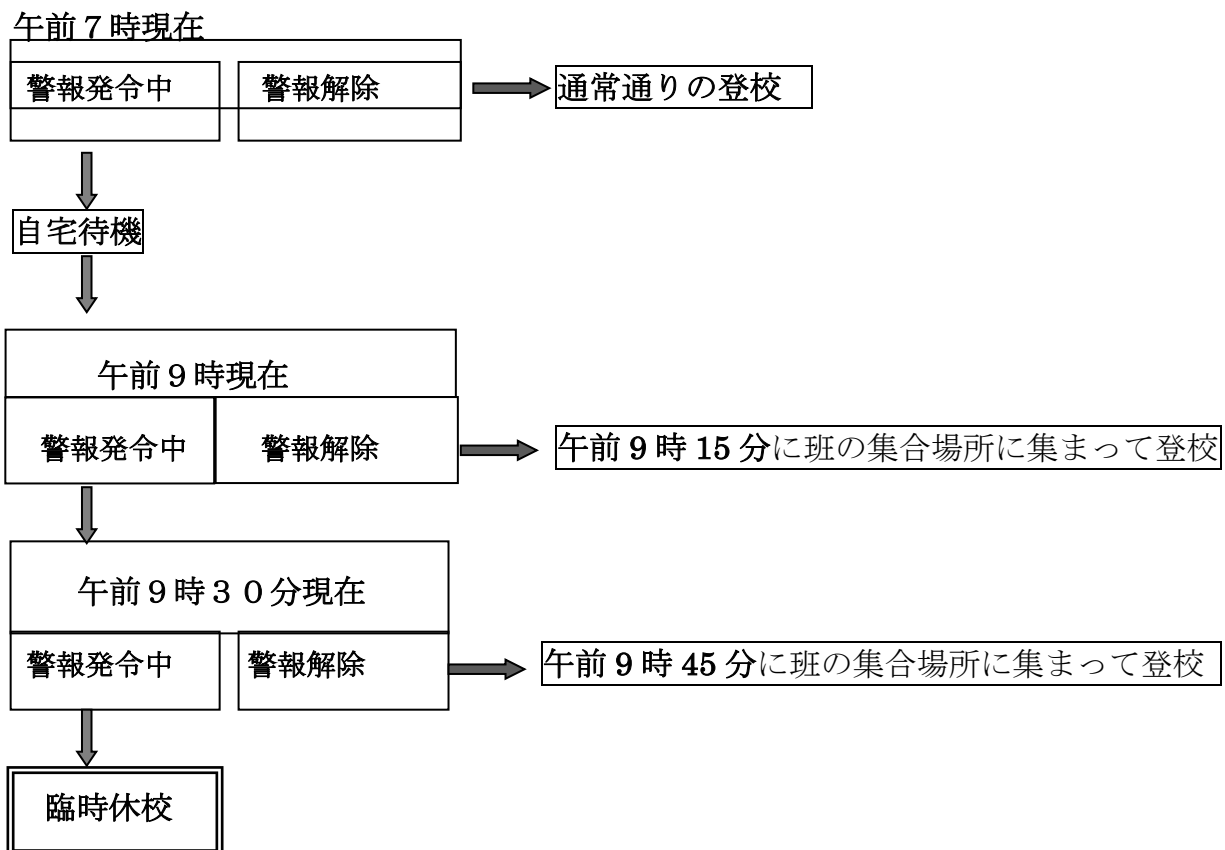 午前７時現在
警報発令中 警報解除 通常通りの登校
自宅待機
午前９時現在
警報発令中 警報解除 午前 9 時 15 分に班の集合場所に集まって登校
午前９時３０分現在
警報発令中 警報解除 午前 9 時 45 分に班の集合場所に集まって登校
臨時休校